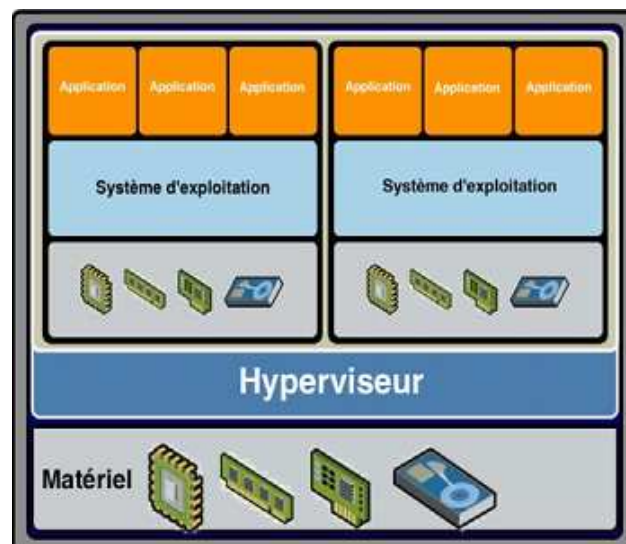 Application Application Application Application Application Application
Système d'exploitation Système d'exploitation
Hyperviseur
Matériel